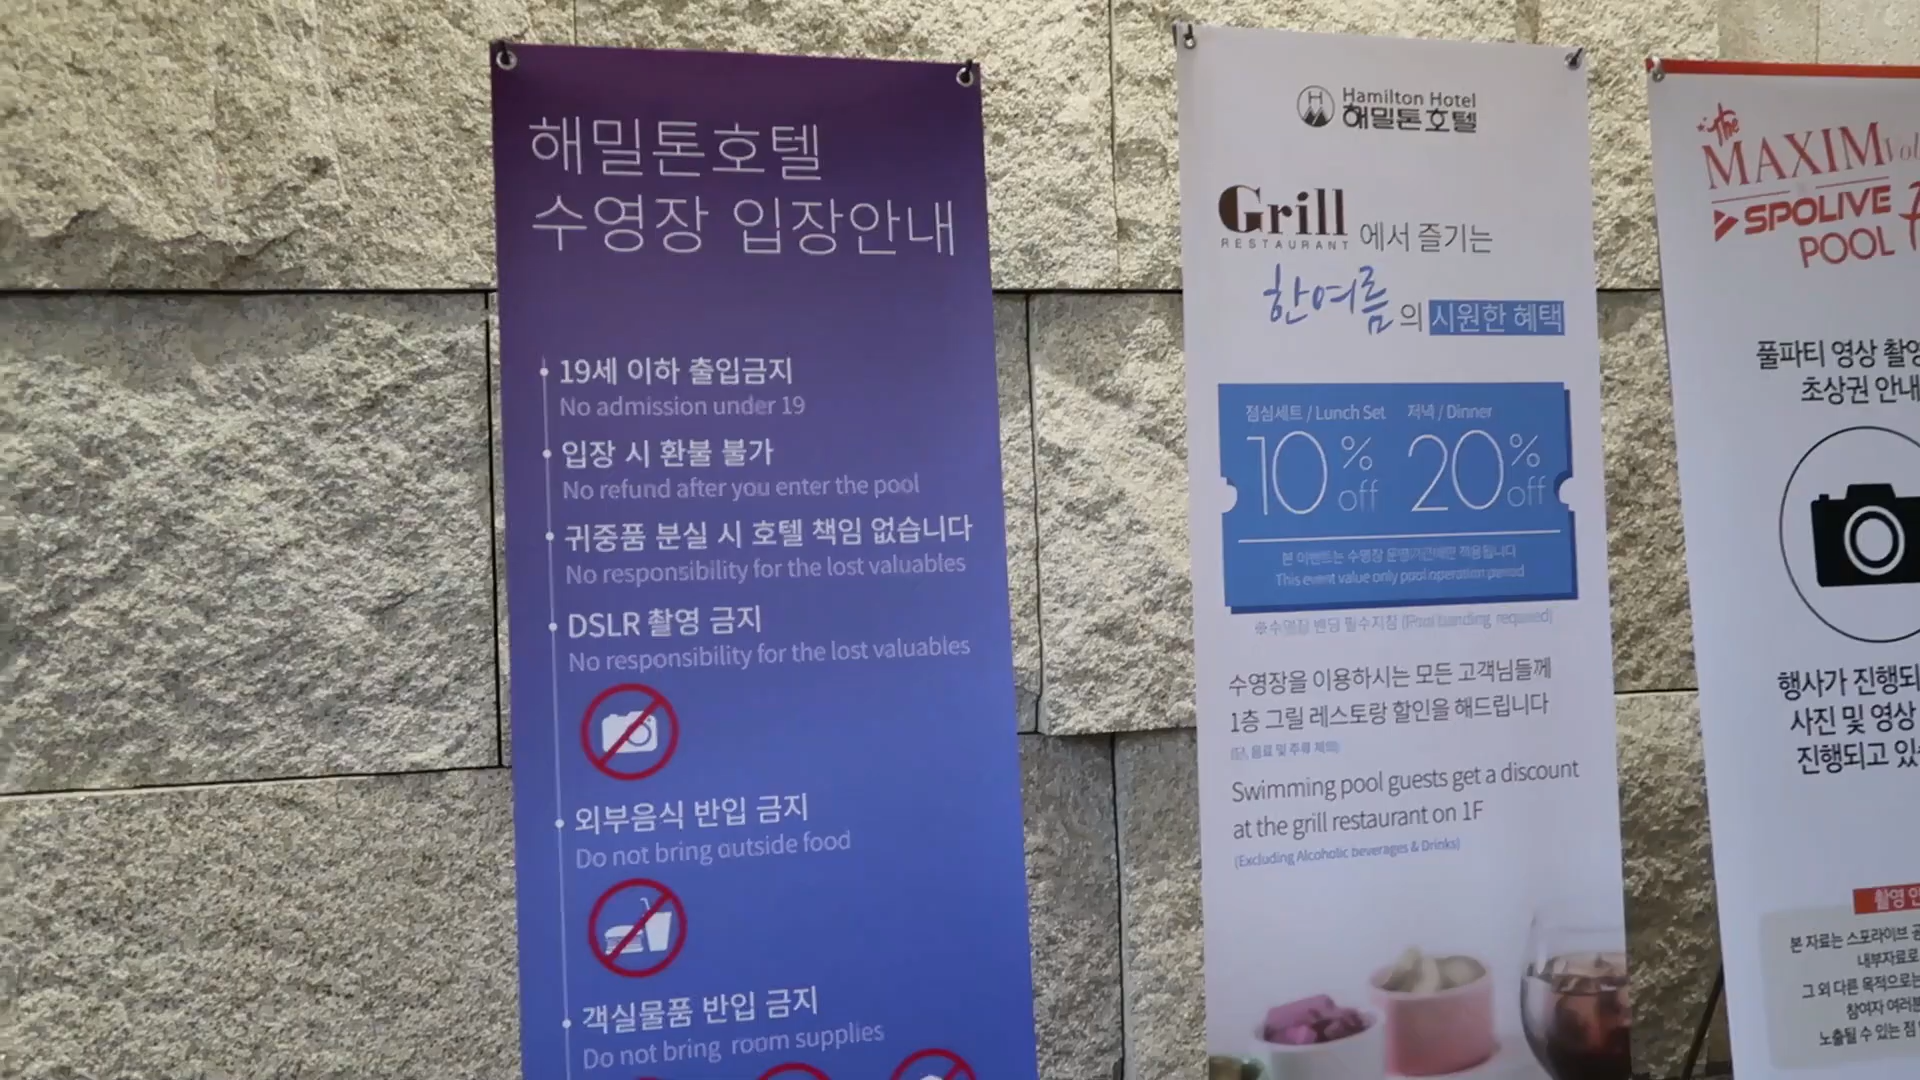 해밀톤호텔
수영장 입장안내
19세 이하 출입금지
No admission under 19
입장 시 환불 불가
No refund after you enter the pool
귀중품 분실 시 호텔 책임 없습니다
No responsibility for the lost valuables
DSLR 촬영 금지
No responsibility for the lost valuables
외부음식 반입 금지
Do not bring outside food
객실물품 반입 금지
Do not bring room supplies
Hamilton Hotel
해밀톤호텔
Grill 에서 즐기는
RESTAURANT
한여름의 시원한 혜택
점심세트 / Lunch Set 저녁 / Dinner
10% off 20% off
본 이벤트는 수영장 운영기간에만 적용됩니다
This event value only pool operation period
※수영장 밴딩 필수지참 (Pool banding required)
수영장을 이용하시는 모든 고객님들께
1층 그릴 레스토랑 할인을 해드립니다
(단, 음료 및 주류 제외)
Swimming pool guests get a discount
at the grill restaurant on 1F
(Excluding Alcoholic beverages & Drinks)
the
MAXIM Vol
SPOLIVE
POOL
풀파티 영상 촬영
초상권 안내
행사가 진행되
사진 및 영상
진행되고 있
촬영
본 자료는 스포라이브
내부자료로
그 외 다른 목적으로는
참여자 여러분
노출될 수 있는 점